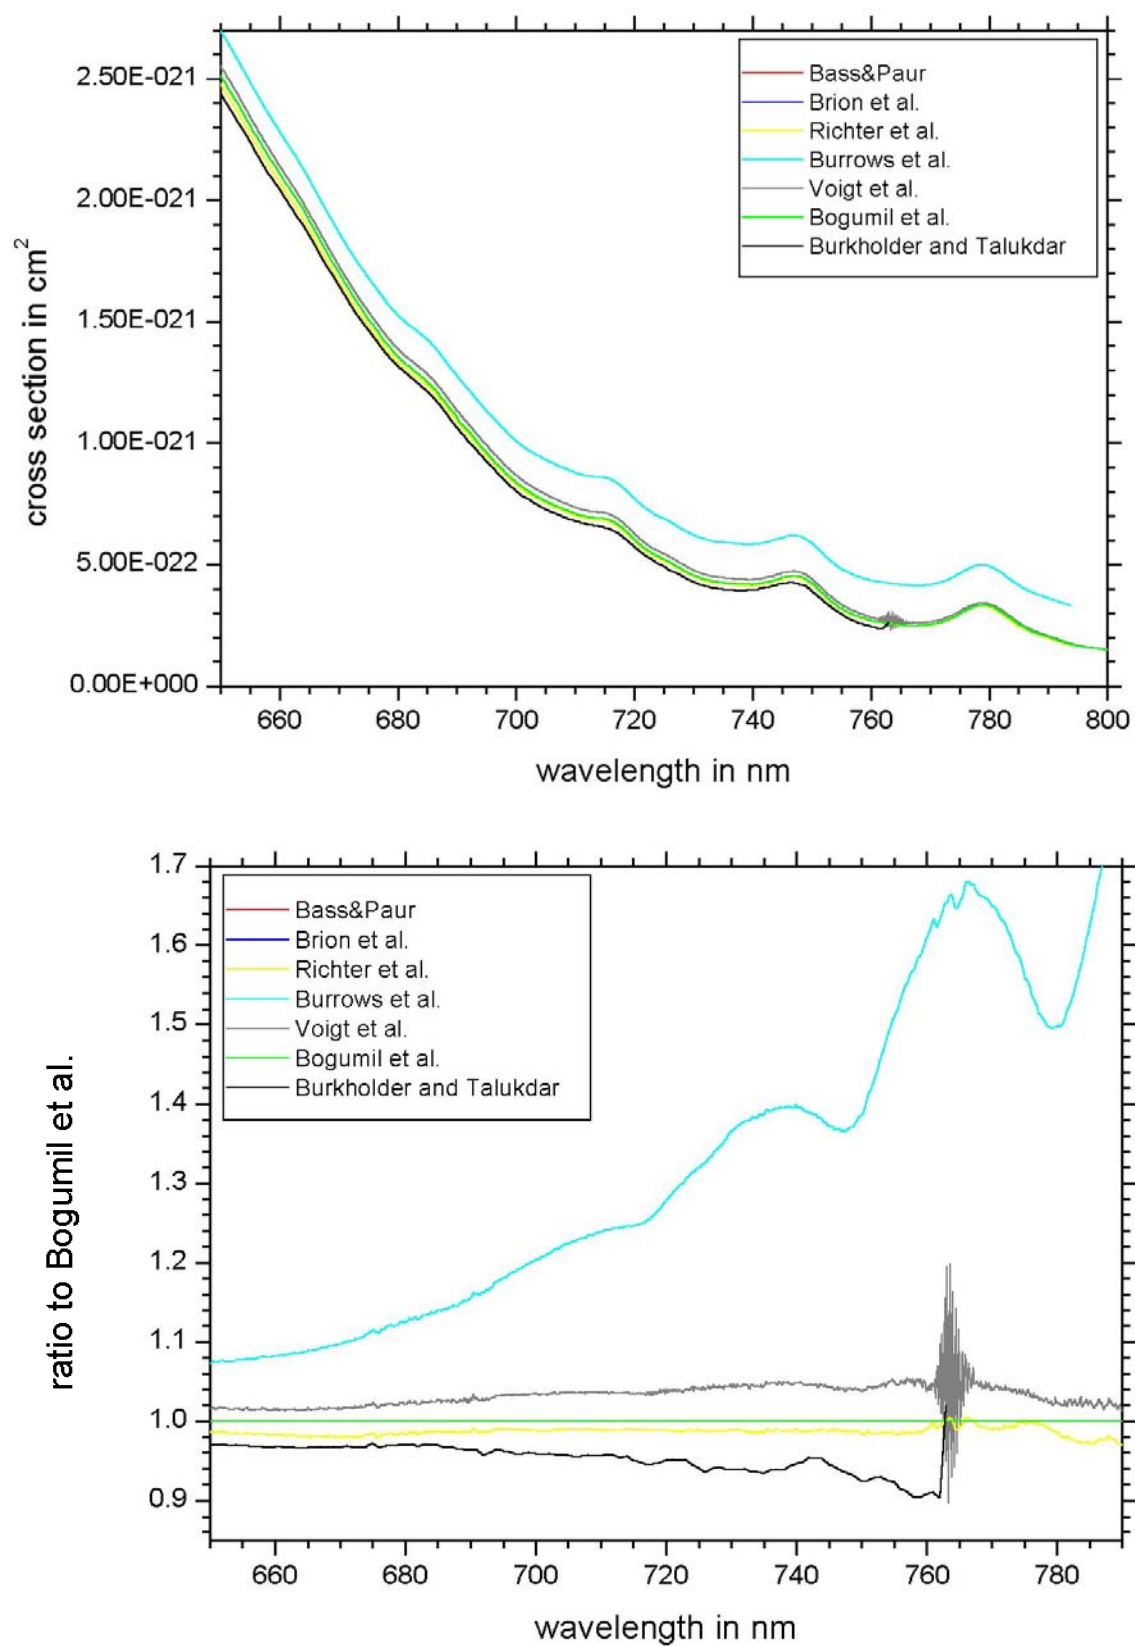 2.50E-021
2.00E-021
1.50E-021
1.00E-021
5.00E-022
0.00E+000
cross section in cm²
Bass&Paur
Brion et al.
Richter et al.
Burrows et al.
Voigt et al.
Bogumil et al.
Burkholder and Talukdar
660 680 700 720 740 760 780 800
wavelength in nm
1.7
1.6
1.5
1.4
1.3
1.2
1.1
1.0
0.9
ratio to Bogumil et al.
Bass&Paur
Brion et al.
Richter et al.
Burrows et al.
Voigt et al.
Bogumil et al.
Burkholder and Talukdar
660 680 700 720 740 760 780
wavelength in nm